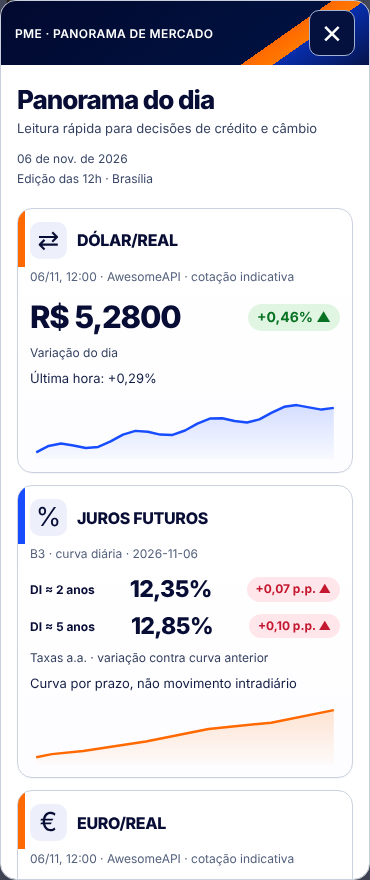 PME · PANORAMA DE MERCADO
Panorama do dia
Leitura rápida para decisões de crédito e câmbio
06 de nov. de 2026
Edição das 12h · Brasília
DÓLAR/REAL
06/11, 12:00 · AwesomeAPI · cotação indicativa
R$ 5,2800 +0,46% ▲
Variação do dia
Última hora: +0,29%
% JUROS FUTUROS
B3 · curva diária · 2026-11-06
DI ≈ 2 anos 12,35% +0,07 p.p. ▲
DI ≈ 5 anos 12,85% +0,10 p.p. ▲
Taxas a.a. · variação contra curva anterior
Curva por prazo, não movimento intradiário
€ EURO/REAL
06/11, 12:00 · AwesomeAPI · cotação indicativa